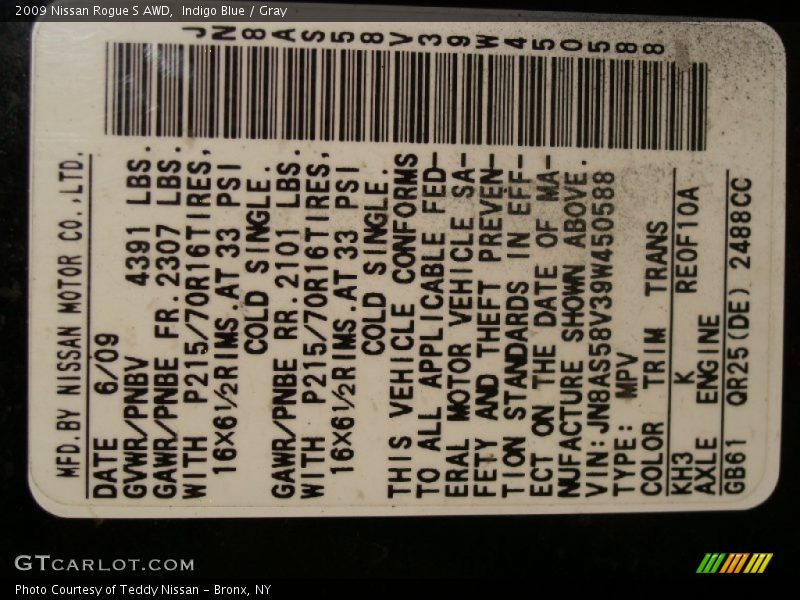 2009 Nissan Rogue S AWD,  Indigo Blue / Gray
JN8AS58V39W450588
MFD.BY NISSAN MOTOR CO.,LTD.
DATE 6/09
GVWR/PNBV 4391 LBS.
GAWR/PNBE FR.2307 LBS.
WITH P215/70R16TIRES,
16×6½RIMS.AT 33 PSI
COLD SINGLE.
GAWR/PNBE RR.2101 LBS.
WITH P215/70R16TIRES,
16×6½RIMS.AT 33 PSI
COLD SINGLE.
THIS VEHICLE CONFORMS
TO ALL APPLICABLE FED-
ERAL MOTOR VEHICLE SA-
FETY AND THEFT PREVEN-
TION STANDARDS IN EFF-
ECT ON THE DATE OF MA-
NUFACTURE SHOWN ABOVE.
VIN:JN8AS58V39W450588
TYPE: MPV
COLOR TRIM TRANS
KH3 K RE0F10A
AXLE ENGINE
GB61 QR25(DE) 2488CC
GTCARLOT.COM
Photo Courtesy of Teddy Nissan - Bronx, NY